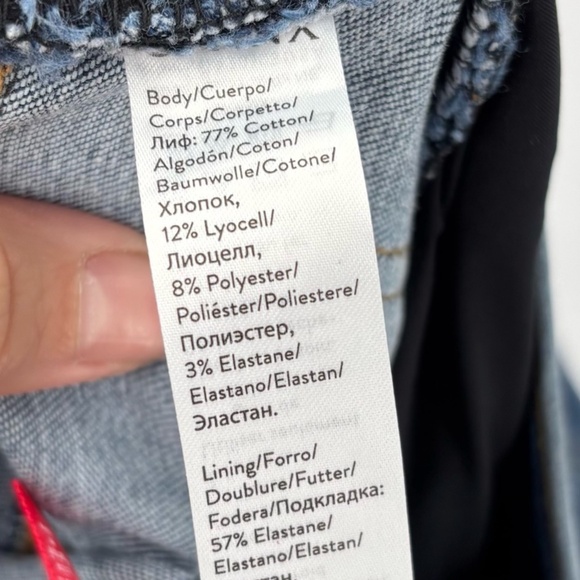 Body/Cuerpo/
Corps/Corpetto/
Лиф: 77% Cotton/
Algodón/Coton/
Baumwolle/Cotone/
Хлопок,
12% Lyocell/
Лиоцелл,
8% Polyester/
Poliéster/Poliestere/
Полиэстер,
3% Elastane/
Elastano/Elastan/
Эластан.
Lining/Forro/
Doublure/Futter/
Fodera/Подкладка:
57% Elastane/
Elastano/Elastan/